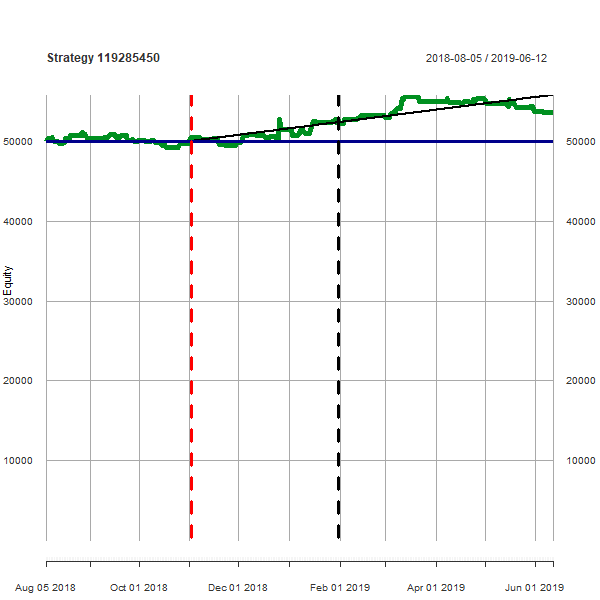 Strategy 119285450
2018-08-05 / 2019-06-12
50000
50000
40000
40000
Equity
30000
30000
20000
20000
10000
10000
Aug 05 2018
Oct 01 2018
Dec 01 2018
Feb 01 2019
Apr 01 2019
Jun 01 2019